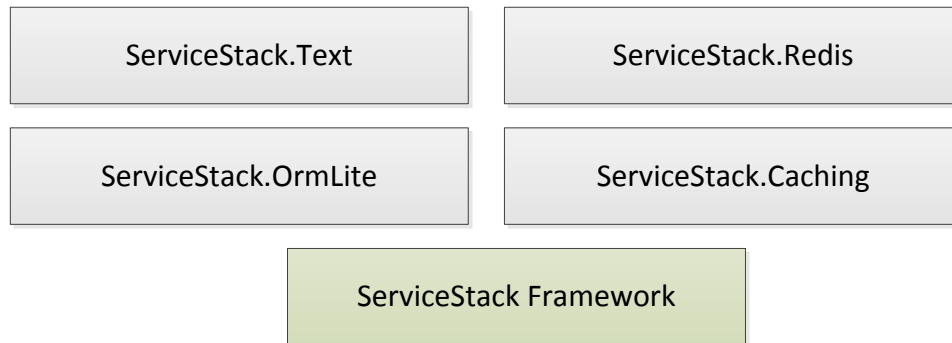 ServiceStack.Text
ServiceStack.Redis
ServiceStack.OrmLite
ServiceStack.Caching
ServiceStack Framework